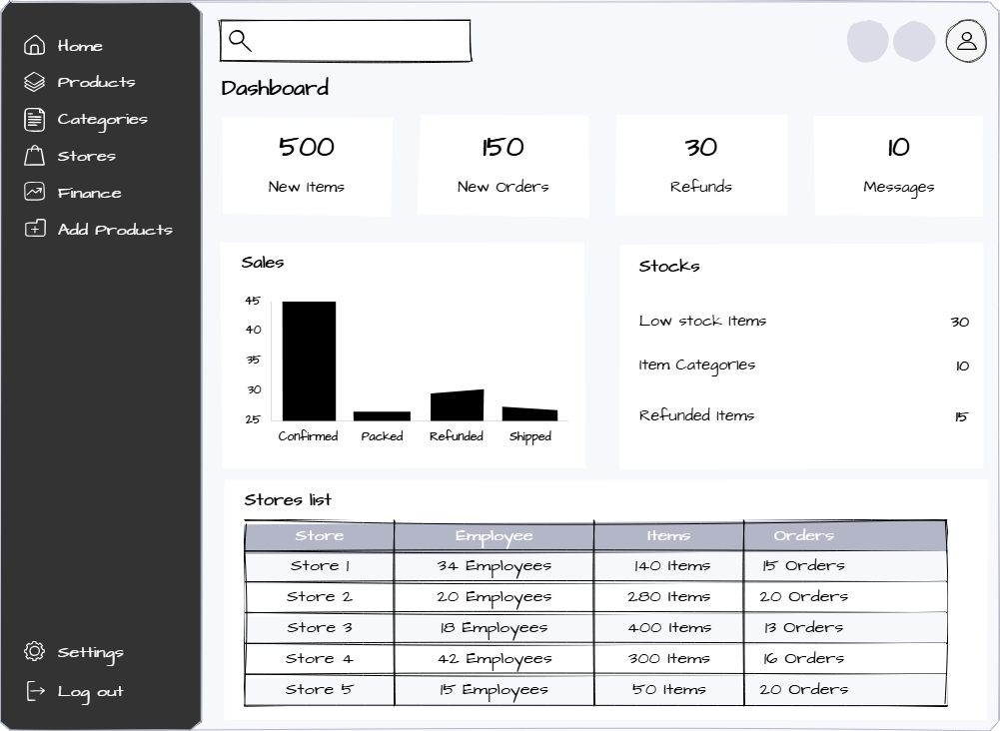 Home
Products
Categories
Stores
Finance
Add Products
Settings
Log out
Dashboard
500
New Items
150
New Orders
30
Refunds
10
Messages
Sales
45
40
35
30
25
Confirmed Packed Refunded Shipped
Stocks
Low stock Items 30
Item Categories 10
Refunded Items 15
Stores list
Store Employee Items Orders
Store 1 34 Employees 140 Items 15 Orders
Store 2 20 Employees 280 Items 20 Orders
Store 3 18 Employees 400 Items 13 Orders
Store 4 42 Employees 300 Items 16 Orders
Store 5 15 Employees 50 Items 20 Orders